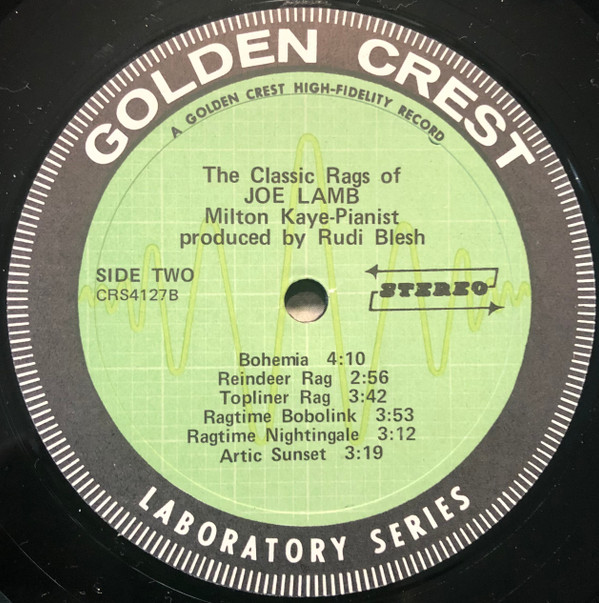 GOLDEN CREST
A GOLDEN CREST HIGH-FIDELITY RECORD
The Classic Rags of
JOE LAMB
Milton Kaye-Pianist
produced by Rudi Blesh
SIDE TWO
CRS4127B
STEREO
Bohemia 4:10
Reindeer Rag 2:56
Topliner Rag 3:42
Ragtime Bobolink 3:53
Ragtime Nightingale 3:12
Artic Sunset 3:19
LABORATORY SERIES